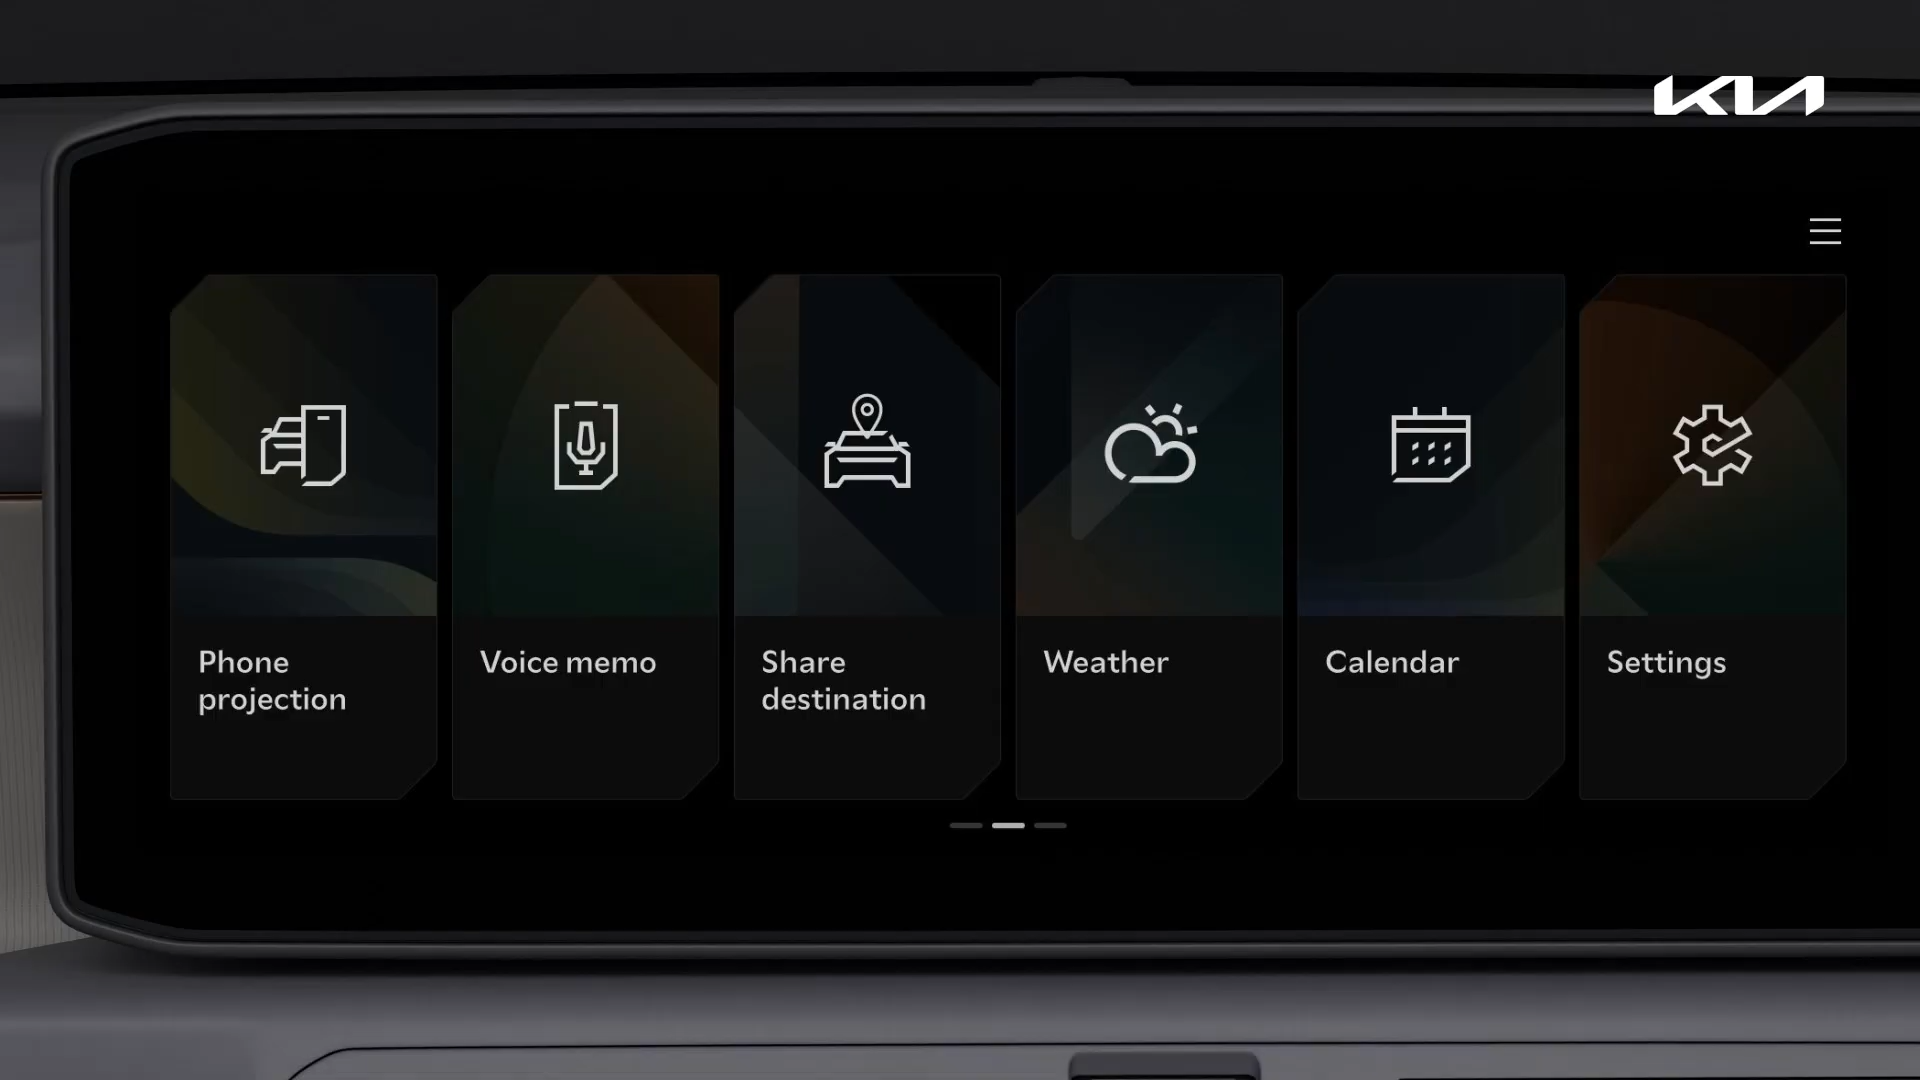 KIA
Phone
projection
Voice memo
Share
destination
Weather
Calendar
Settings